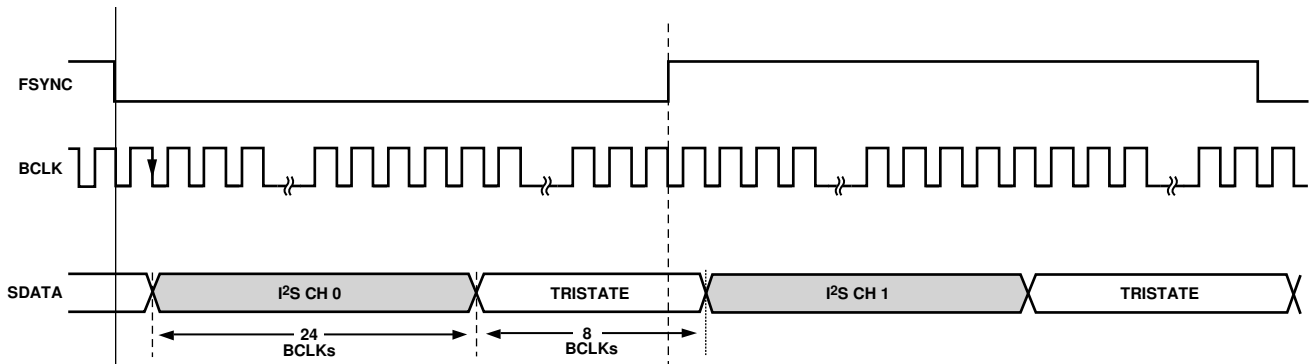 FSYNC
BCLK
SDATA
I²S CH 0
TRISTATE
I²S CH 1
TRISTATE
24
BCLKs
8
BCLKs